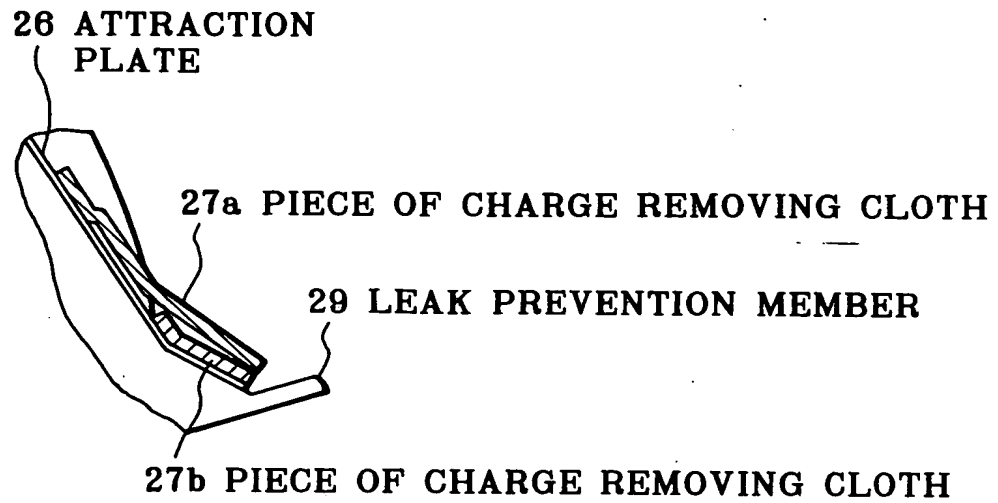 26 ATTRACTION
PLATE
27a PIECE OF CHARGE REMOVING CLOTH
29 LEAK PREVENTION MEMBER
27b PIECE OF CHARGE REMOVING CLOTH